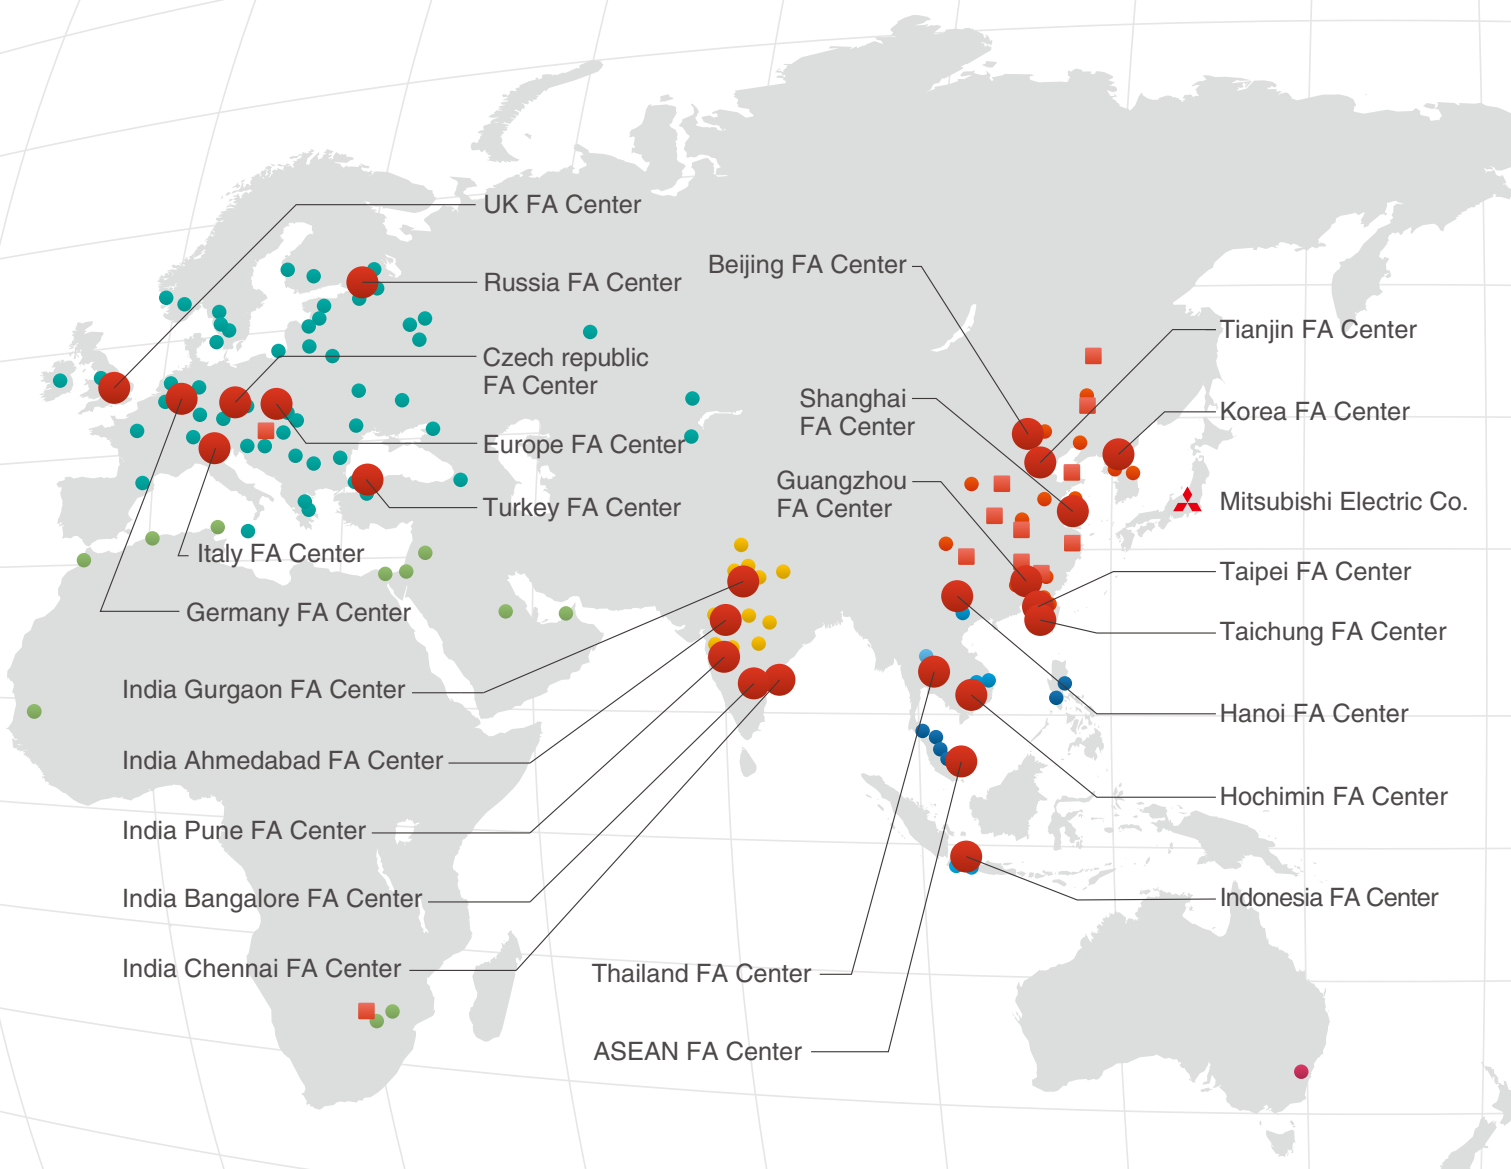 UK FA Center
Russia FA Center
Beijing FA Center
Tianjin FA Center
Czech republic
FA Center
Shanghai
FA Center
Korea FA Center
Europe FA Center
Guangzhou
FA Center
Mitsubishi Electric Co.
Turkey FA Center
Italy FA Center
Taipei FA Center
Germany FA Center
Taichung FA Center
India Gurgaon FA Center
Hanoi FA Center
India Ahmedabad FA Center
Hochimin FA Center
India Pune FA Center
India Bangalore FA Center
Indonesia FA Center
India Chennai FA Center
Thailand FA Center
ASEAN FA Center